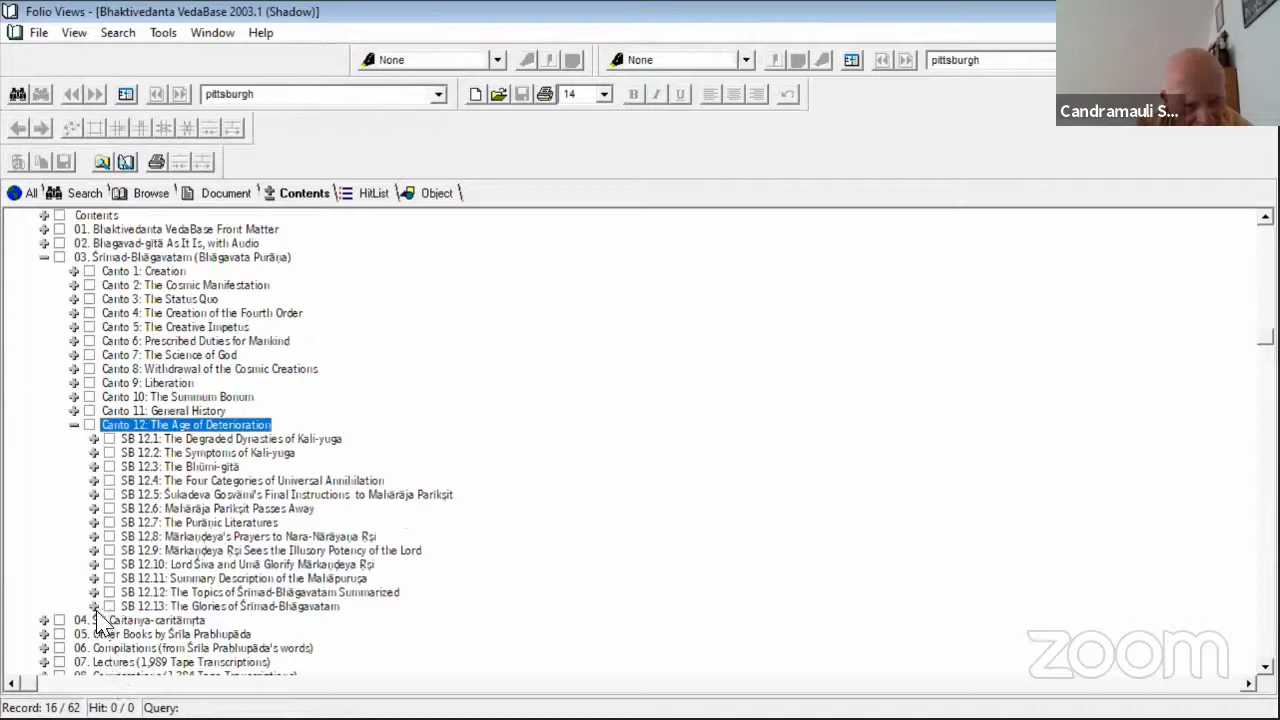 Folio Views - [Bhaktivedanta VedaBase 2003.1 (Shadow)]
File View Search Tools Window Help
None None pittsburgh
pittsburgh 14 B I U
All Search Browse Document Contents HitList Object
Contents
01. Bhaktivedanta VedaBase Front Matter
02. Bhagavad-gītā As It Is, with Audio
03. Śrīmad-Bhāgavatam (Bhāgavata Purāṇa)
Canto 1: Creation
Canto 2: The Cosmic Manifestation
Canto 3: The Status Quo
Canto 4: The Creation of the Fourth Order
Canto 5: The Creative Impetus
Canto 6: Prescribed Duties for Mankind
Canto 7: The Science of God
Canto 8: Withdrawal of the Cosmic Creations
Canto 9: Liberation
Canto 10: The Summum Bonum
Canto 11: General History
Canto 12: The Age of Deterioration
SB 12.1: The Degraded Dynasties of Kali-yuga
SB 12.2: The Symptoms of Kali-yuga
SB 12.3: The Bhūmi-gītā
SB 12.4: The Four Categories of Universal Annihilation
SB 12.5: Śukadeva Gosvāmī's Final Instructions to Mahārāja Parīkṣit
SB 12.6: Mahārāja Parīkṣit Passes Away
SB 12.7: The Purāṇic Literatures
SB 12.8: Mārkaṇḍeya's Prayers to Nara-Nārāyaṇa Ṛṣi
SB 12.9: Mārkaṇḍeya Ṛṣi Sees the Illusory Potency of the Lord
SB 12.10: Lord Śiva and Umā Glorify Mārkaṇḍeya Ṛṣi
SB 12.11: Summary Description of the Mahāpuruṣa
SB 12.12: The Topics of Śrīmad-Bhāgavatam Summarized
SB 12.13: The Glories of Śrīmad-Bhāgavatam
04. Caitanya-caritāmṛta
05. Other Books by Śrīla Prabhupāda
06. Compilations (from Śrīla Prabhupāda's words)
07. Lectures (1,989 Tape Transcriptions)
Record: 16 / 62 Hit: 0 / 0 Query:
Candramauli S...
zoom